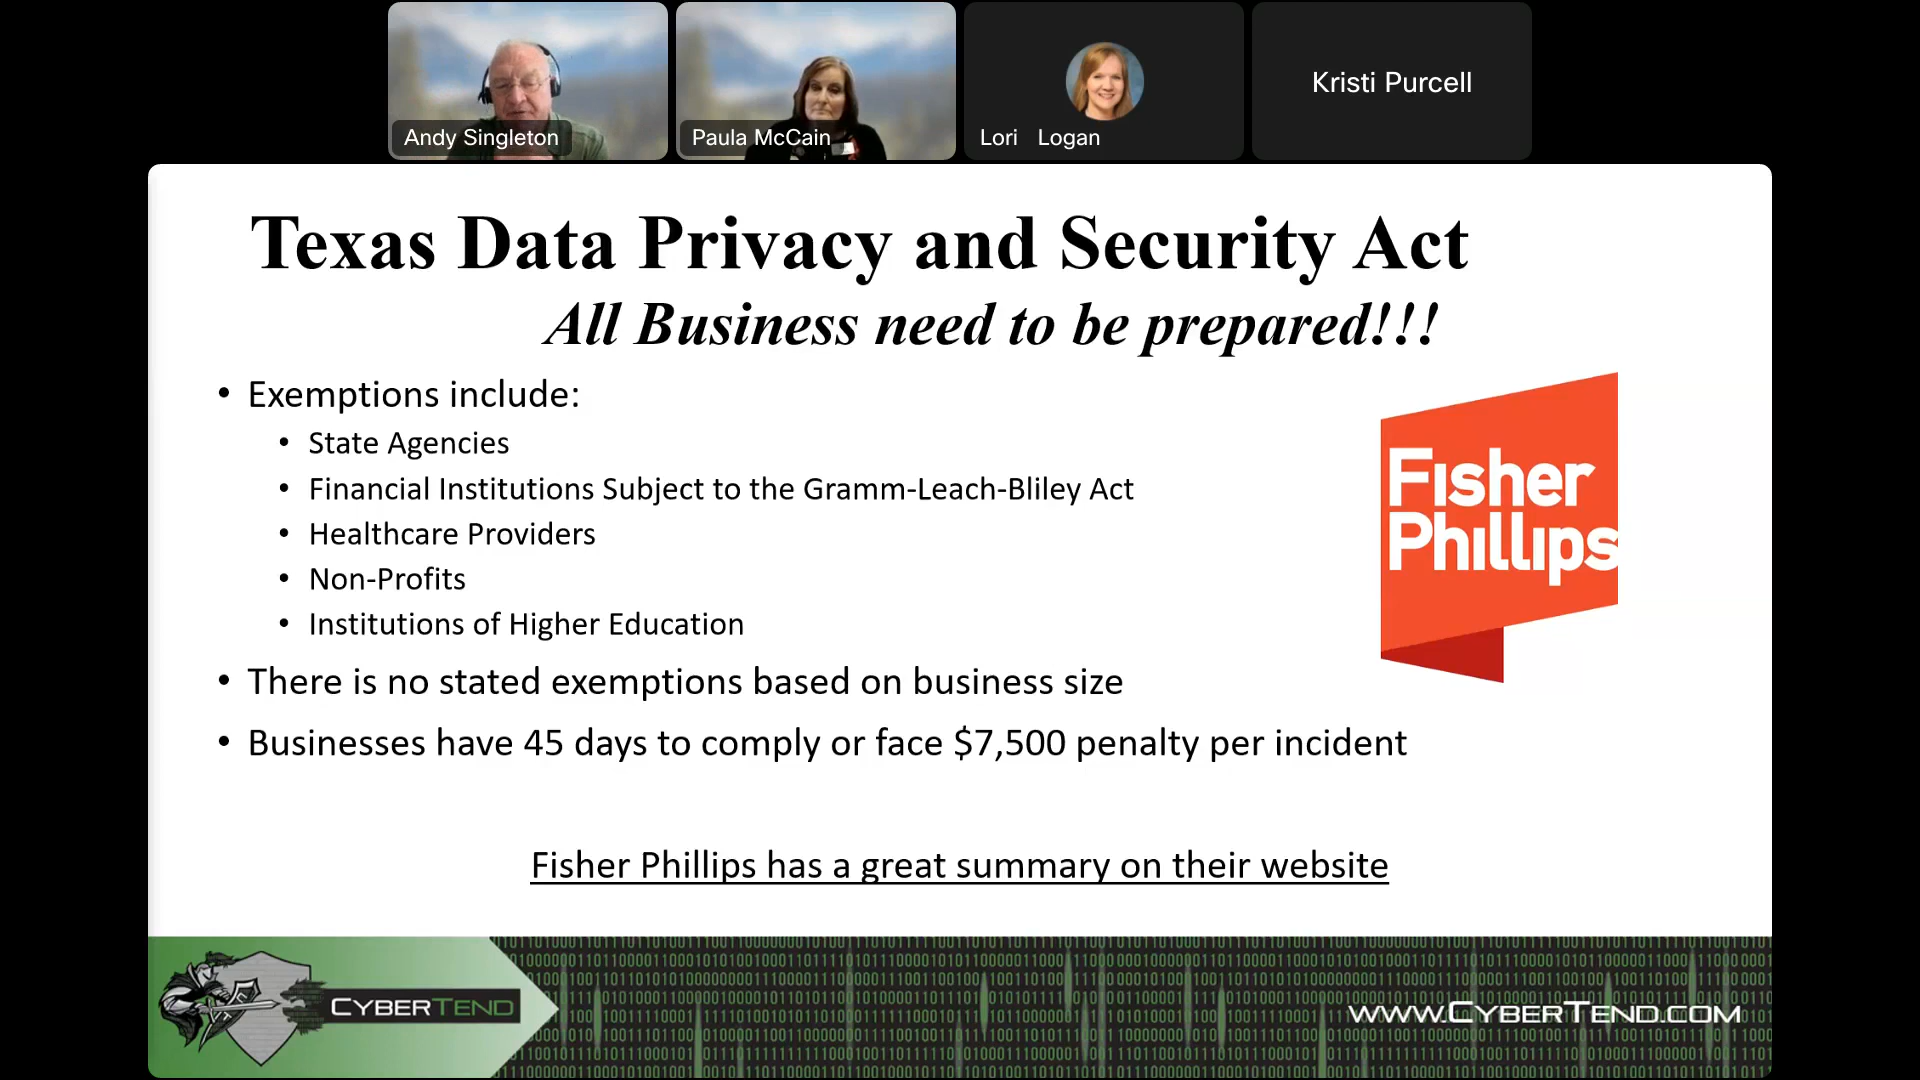 Andy Singleton
Paula McCain
Lori Logan
Kristi Purcell
Texas Data Privacy and Security Act
All Business need to be prepared!!!
• Exemptions include:
• State Agencies
• Financial Institutions Subject to the Gramm-Leach-Bliley Act
• Healthcare Providers
• Non-Profits
• Institutions of Higher Education
• There is no stated exemptions based on business size
• Businesses have 45 days to comply or face $7,500 penalty per incident
Fisher
Phillips
Fisher Phillips has a great summary on their website
CYBERTEND
WWW.CYBERTEND.COM